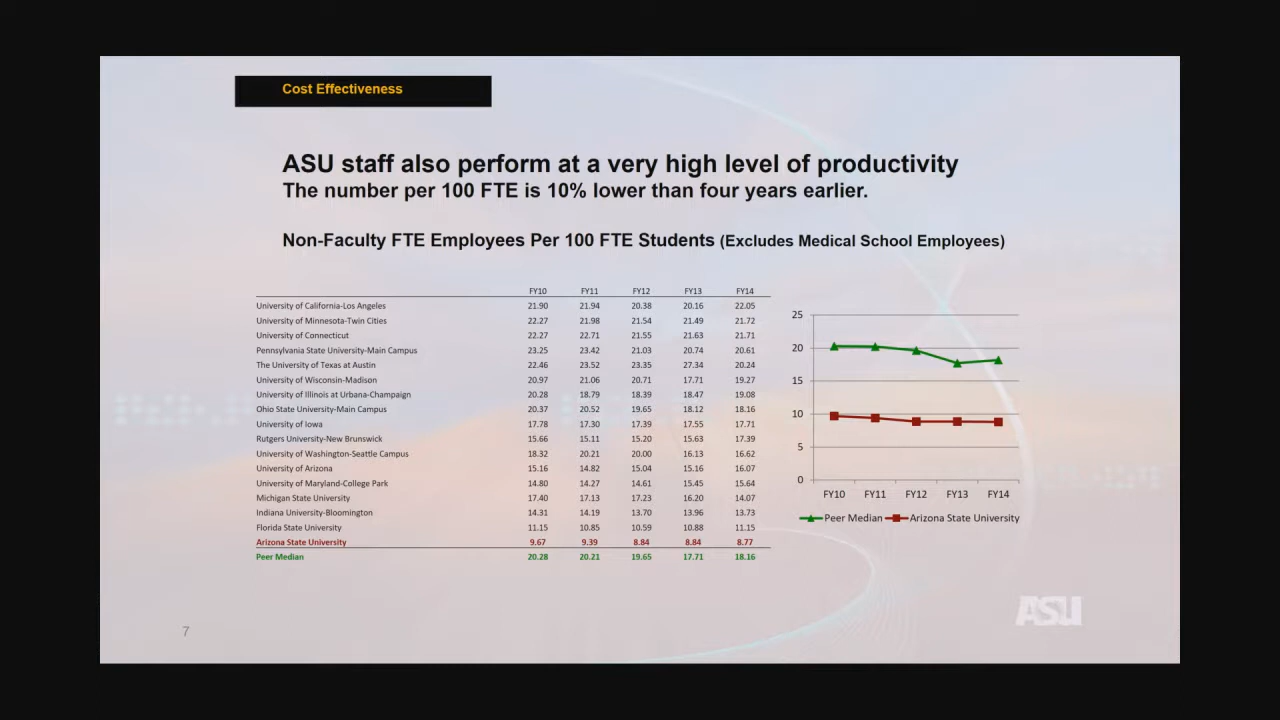 Cost Effectiveness
ASU staff also perform at a very high level of productivity
The number per 100 FTE is 10% lower than four years earlier.
Non-Faculty FTE Employees Per 100 FTE Students (Excludes Medical School Employees)
FY10 FY11 FY12 FY13 FY14
University of California-Los Angeles 21.90 21.94 20.38 20.16 22.05
University of Minnesota-Twin Cities 22.27 21.98 21.54 21.49 21.72
University of Connecticut 22.27 22.71 21.55 21.63 21.71
Pennsylvania State University-Main Campus 23.25 23.42 21.03 20.74 20.61
The University of Texas at Austin 22.46 23.52 23.35 27.34 20.24
University of Wisconsin-Madison 20.97 21.06 20.71 17.71 19.27
University of Illinois at Urbana-Champaign 20.28 18.79 18.39 18.47 19.08
Ohio State University-Main Campus 20.37 20.52 19.65 18.12 18.16
University of Iowa 17.78 17.30 17.39 17.55 17.71
Rutgers University-New Brunswick 15.66 15.11 15.20 15.63 17.39
University of Washington-Seattle Campus 18.32 20.21 20.00 16.13 16.62
University of Arizona 15.16 14.82 15.04 15.16 16.07
University of Maryland-College Park 14.80 14.27 14.61 15.45 15.64
Michigan State University 17.40 17.13 17.23 16.20 14.07
Indiana University-Bloomington 14.31 14.19 13.70 13.96 13.73
Florida State University 11.15 10.85 10.59 10.88 11.15
Arizona State University 9.67 9.39 8.84 8.84 8.77
Peer Median 20.28 20.21 19.65 17.71 18.16
25
20
15
10
5
0
FY10 FY11 FY12 FY13 FY14
Peer Median Arizona State University
ASU
7